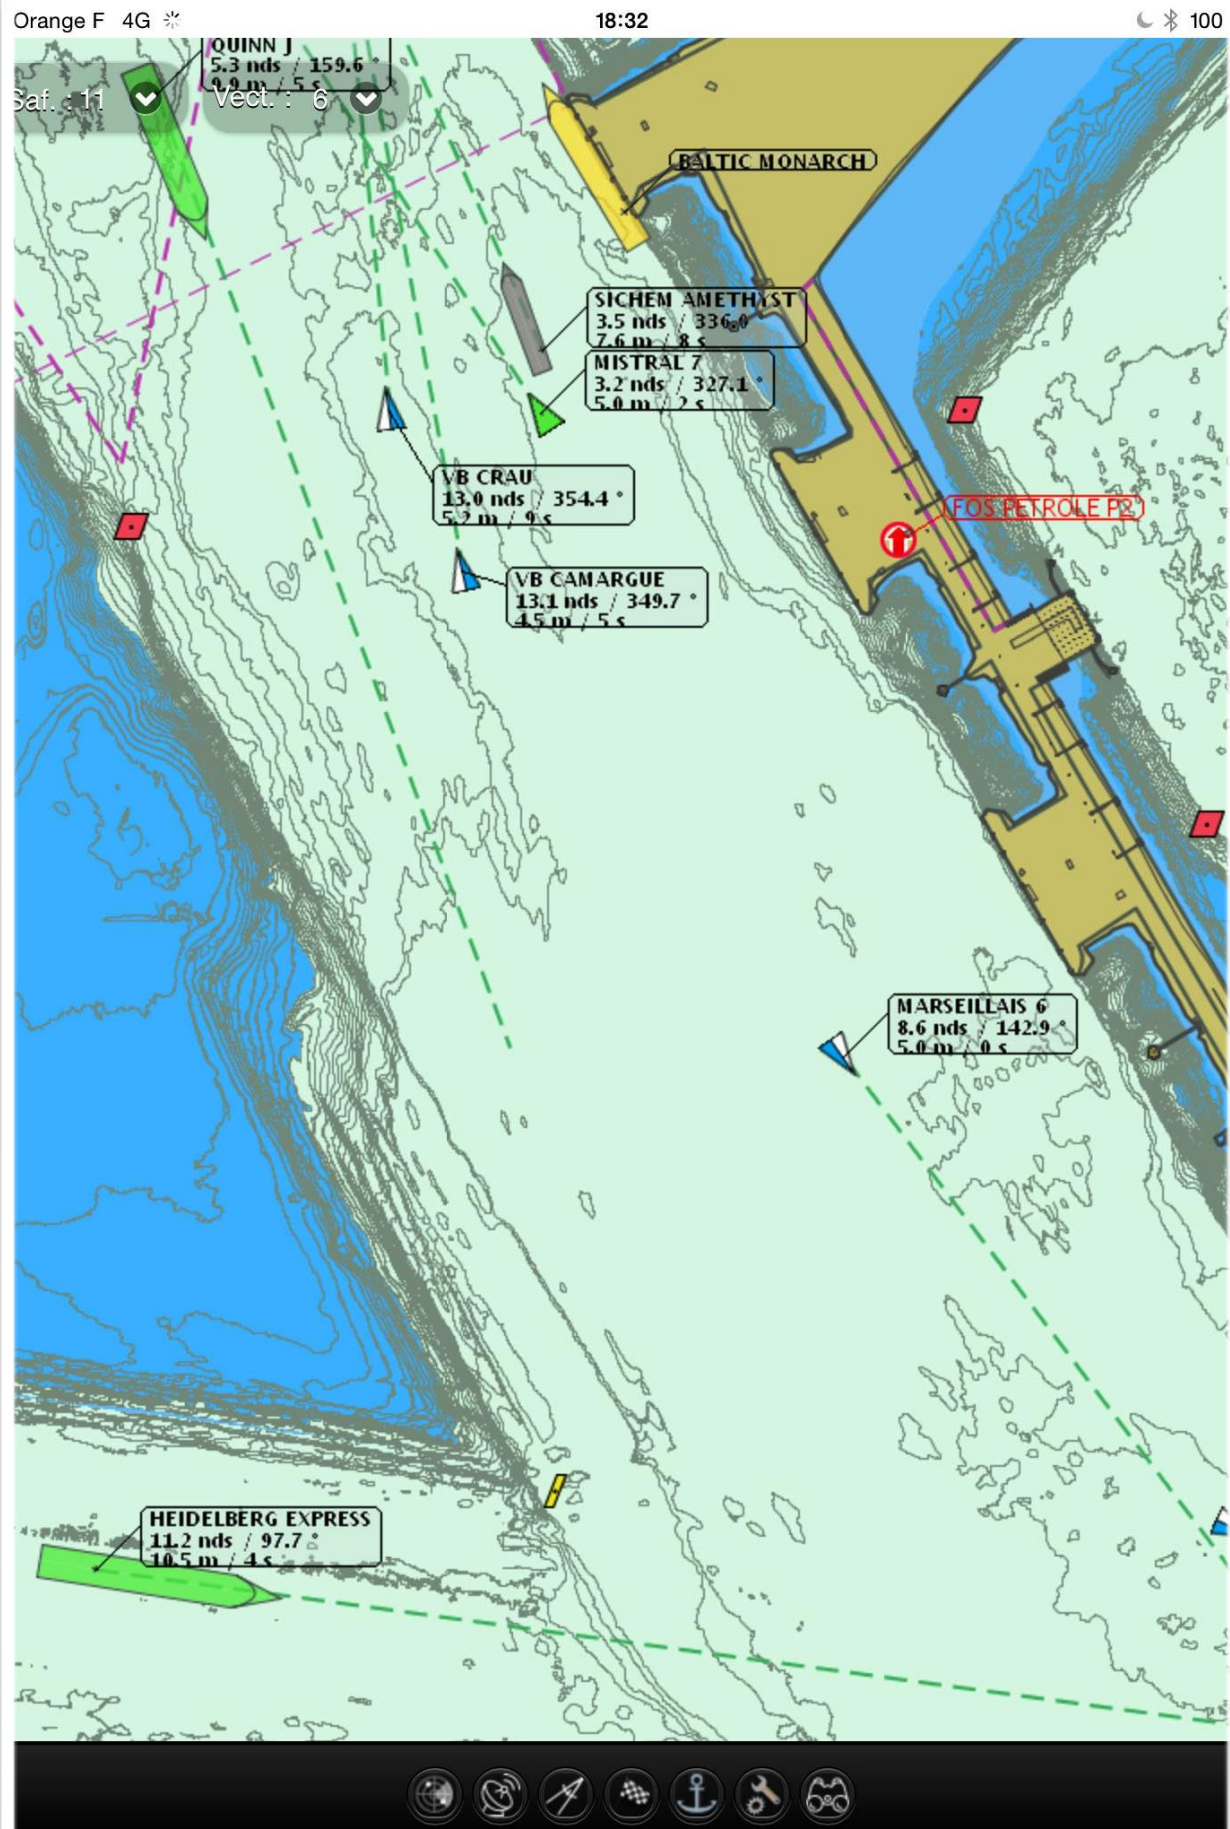 Orange F 4G 18:32 100
QUINN J
5.3 nds / 159.6 °
9.9 m / 5 s
Saf. : 11 Vect. : 6
BALTIC MONARCH
SICHEM AMETHYST
3.5 nds / 336.0
7.6 m / 8 s
MISTRAL 7
3.2 nds / 327.1 °
5.0 m / 2 s
VB CRAU
13.0 nds / 354.4 °
5.2 m / 9 s
FOS PETROLE P2
VB CAMARGUE
13.1 nds / 349.7 °
4.5 m / 5 s
MARSEILLAIS 6
8.6 nds / 142.9 °
5.0 m / 0 s
HEIDELBERG EXPRESS
11.2 nds / 97.7 °
10.5 m / 4 s